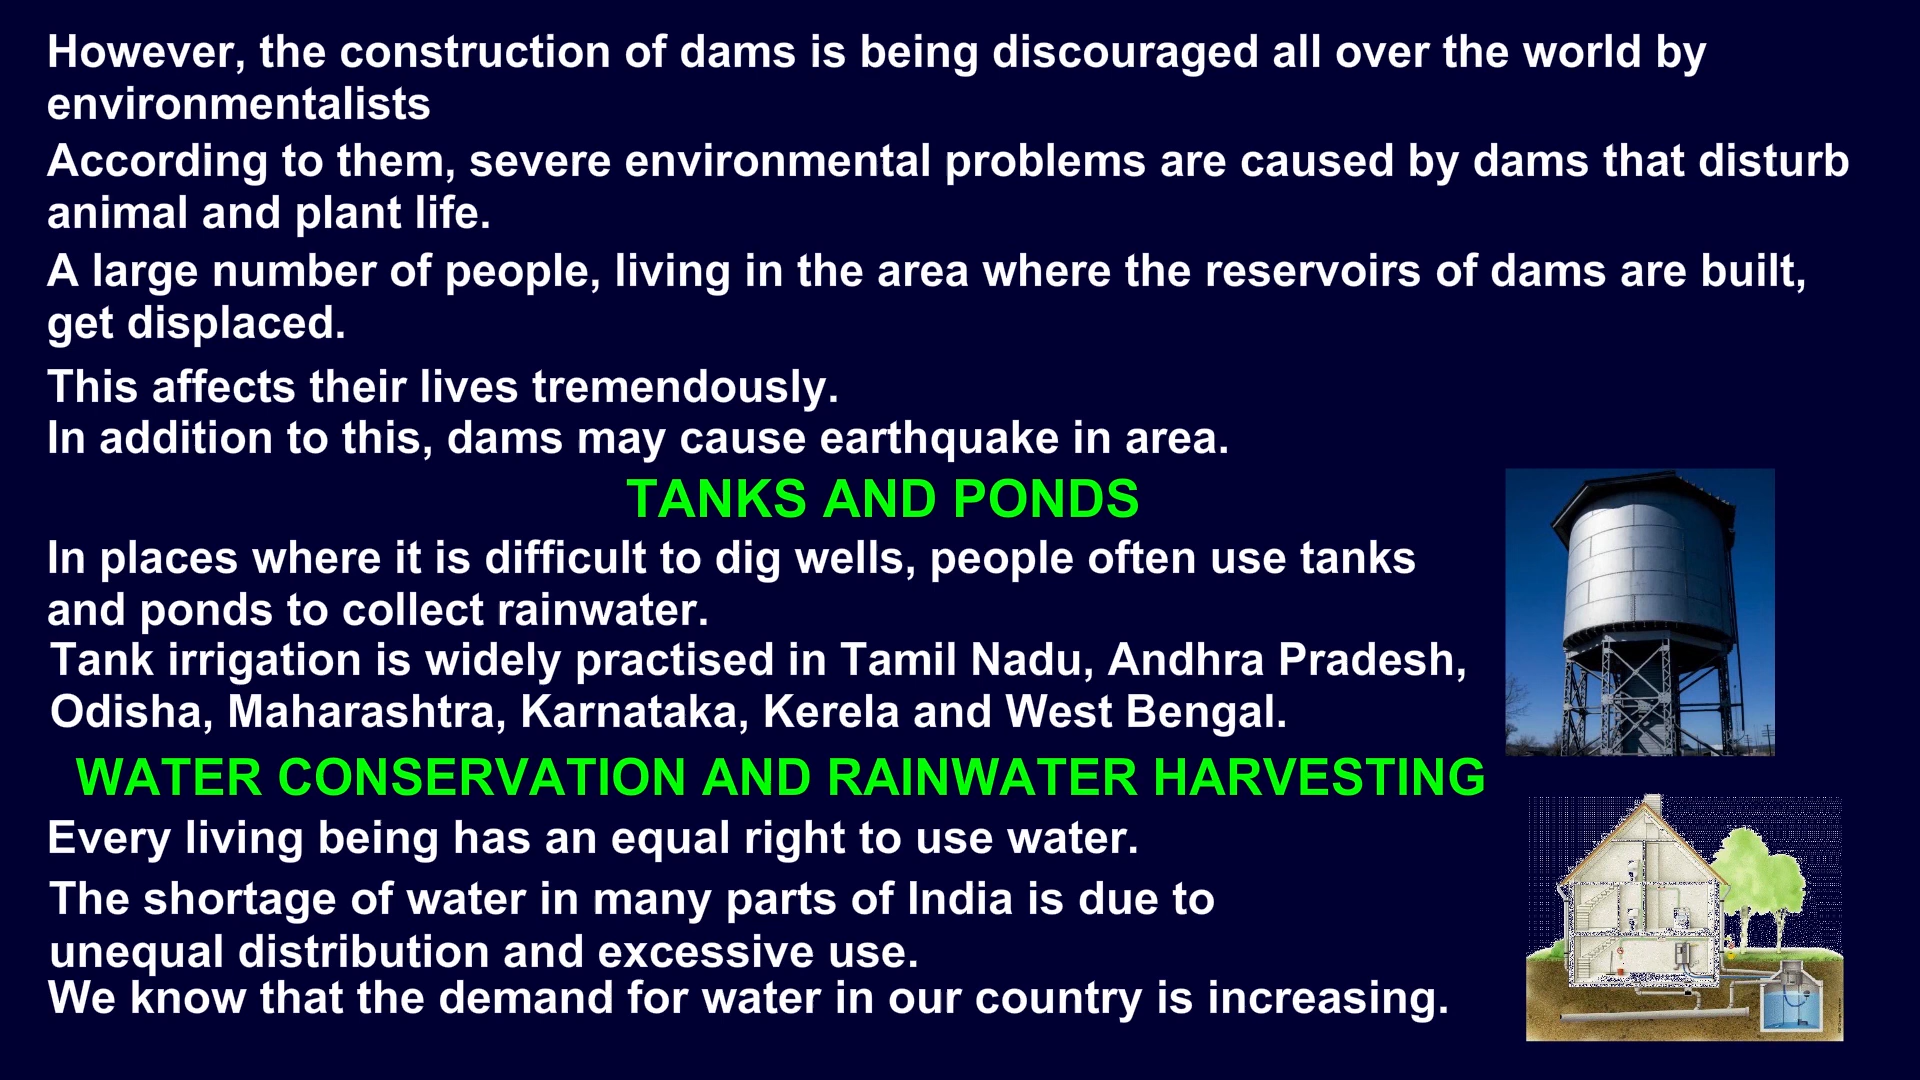 However, the construction of dams is being discouraged all over the world by
environmentalists
According to them, severe environmental problems are caused by dams that disturb
animal and plant life.
A large number of people, living in the area where the reservoirs of dams are built,
get displaced.
This affects their lives tremendously.
In addition to this, dams may cause earthquake in area.
TANKS AND PONDS
In places where it is difficult to dig wells, people often use tanks
and ponds to collect rainwater.
Tank irrigation is widely practised in Tamil Nadu, Andhra Pradesh,
Odisha, Maharashtra, Karnataka, Kerela and West Bengal.
WATER CONSERVATION AND RAINWATER HARVESTING
Every living being has an equal right to use water.
The shortage of water in many parts of India is due to
unequal distribution and excessive use.
We know that the demand for water in our country is increasing.